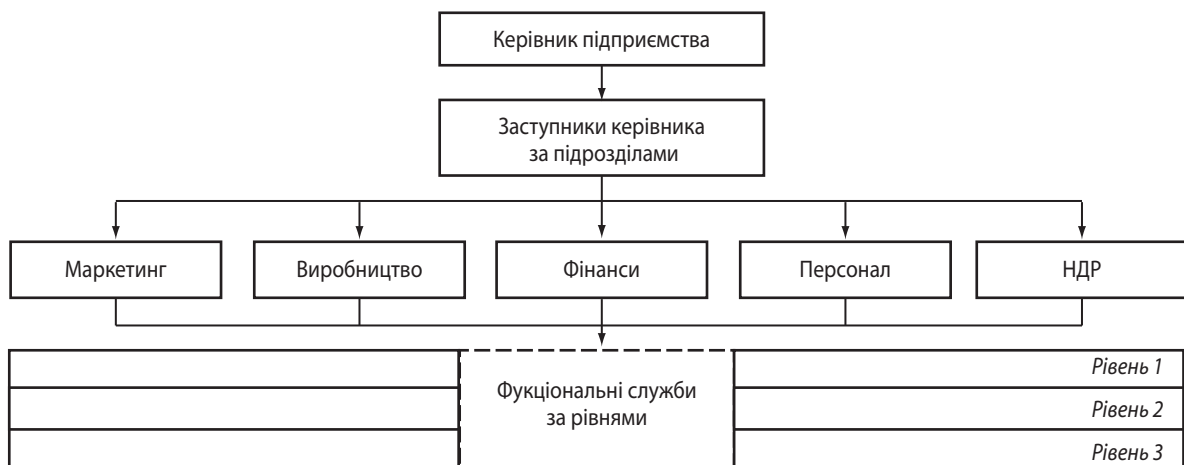 Керівник підприємства
Заступники керівника
за підрозділами
Маркетинг
Виробництво
Фінанси
Персонал
НДР
Фукціональні служби
за рівнями
Рівень 1
Рівень 2
Рівень 3